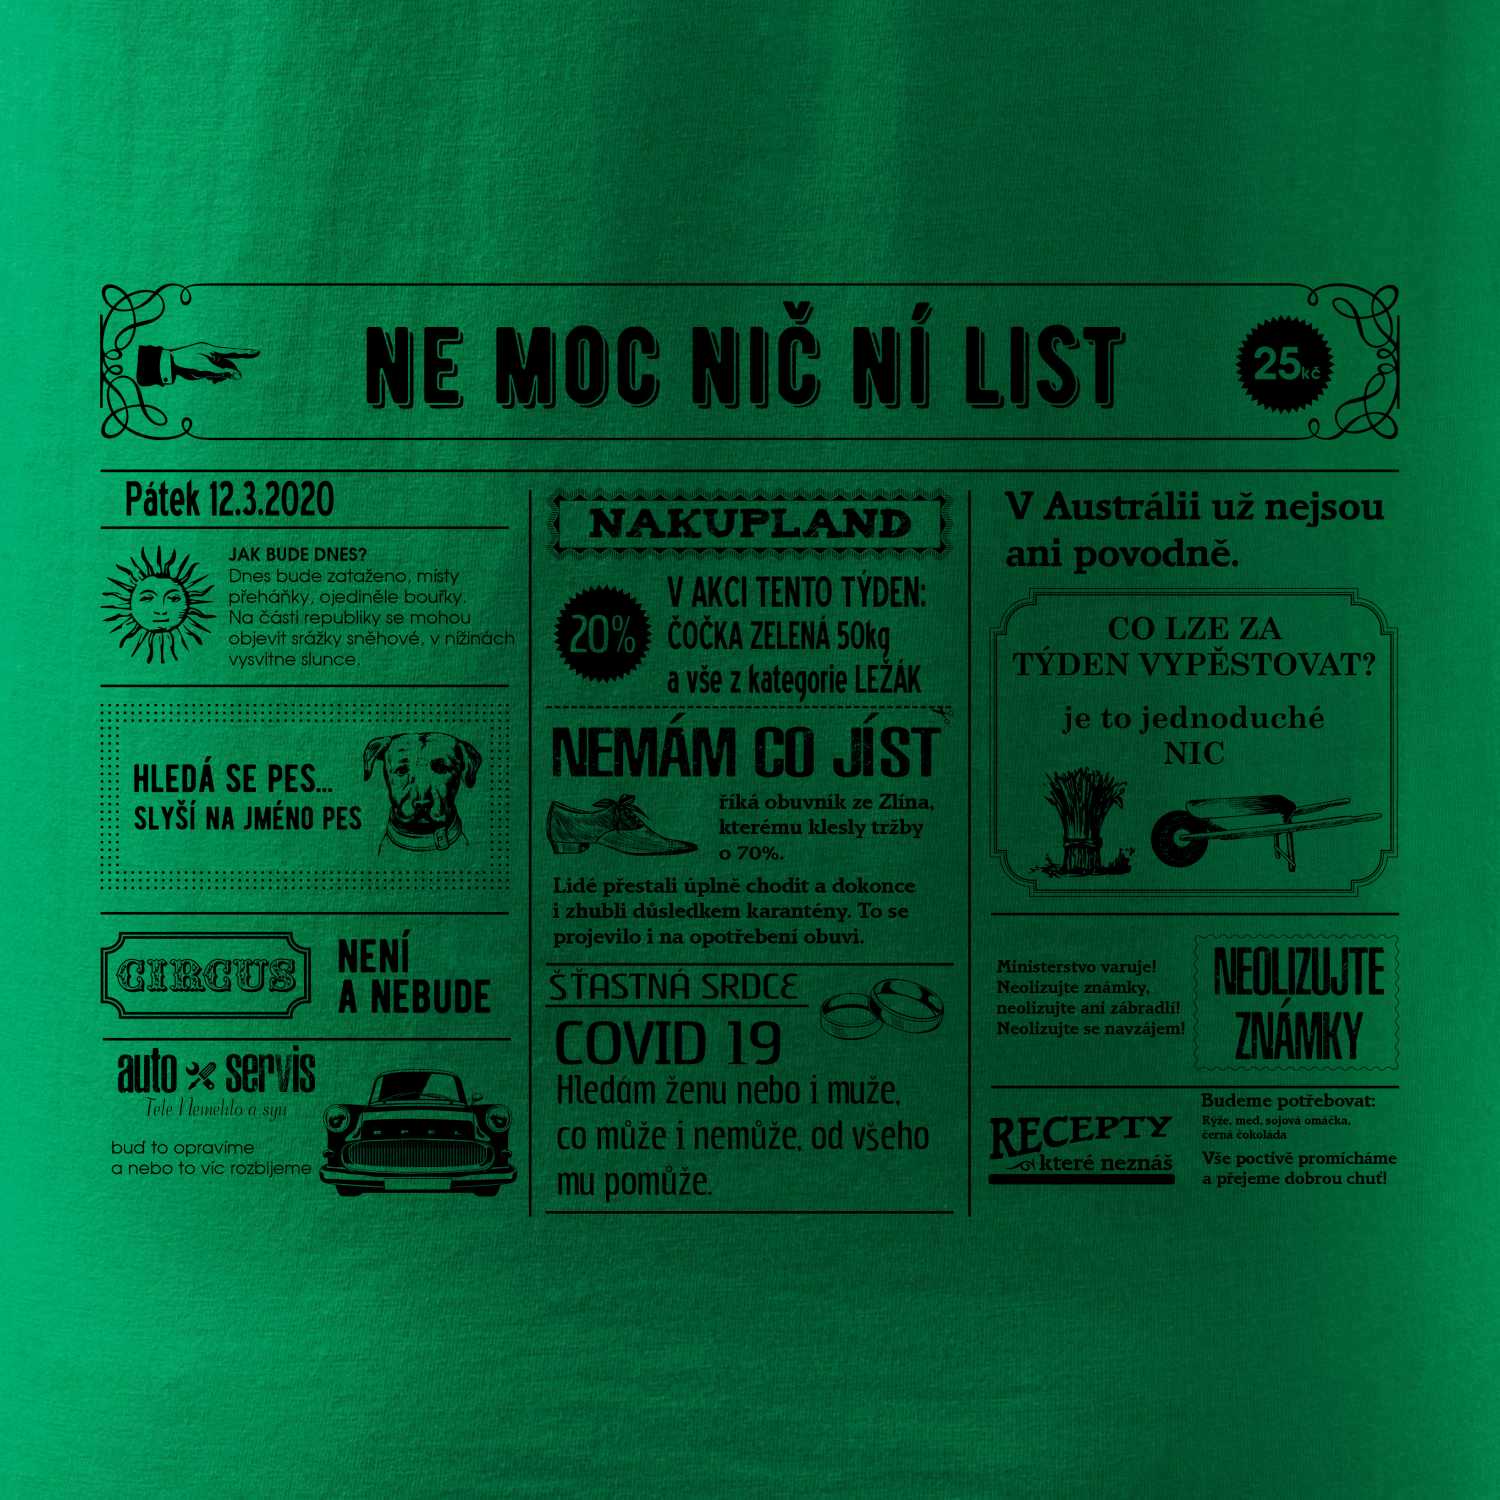 NE MOC NIČ NÍ LIST
25kč
Pátek 12.3.2020
JAK BUDE DNES?
Dnes bude zataženo, místy
přeháňky, ojediněle bouřky.
Na části republiky se mohou
objevit srážky sněhové, v nížinách
vysvitne slunce.
HLEDÁ SE PES...
SLYŠÍ NA JMÉNO PES
CIRCUS
NENÍ
A NEBUDE
auto servis
Tele Nemehlo a syn
buď to opravíme
a nebo to víc rozbijeme
OPEL
NAKUPLAND
20%
V AKCI TENTO TÝDEN:
ČOČKA ZELENÁ 50kg
a vše z kategorie LEŽÁK
NEMÁM CO JÍST
říká obuvník ze Zlína,
kterému klesly tržby
o 70%.
Lidé přestali úplně chodit a dokonce
i zhubli důsledkem karantény. To se
projevilo i na opotřebení obuvi.
ŠŤASTNÁ SRDCE
COVID 19
Hledám ženu nebo i muže,
co může i nemůže, od všeho
mu pomůže.
V Austrálii už nejsou
ani povodně.
CO LZE ZA
TÝDEN VYPĚSTOVAT?
je to jednoduché
NIC
Ministerstvo varuje!
Neolizujte známky,
neolizujte ani zábradlí!
Neolizujte se navzájem!
NEOLIZUJTE
ZNÁMKY
RECEPTY
které neznáš
Budeme potřebovat:
Rýže, med, sojová omáčka,
černá čokoláda
Vše poctivě promícháme
a přejeme dobrou chuť!